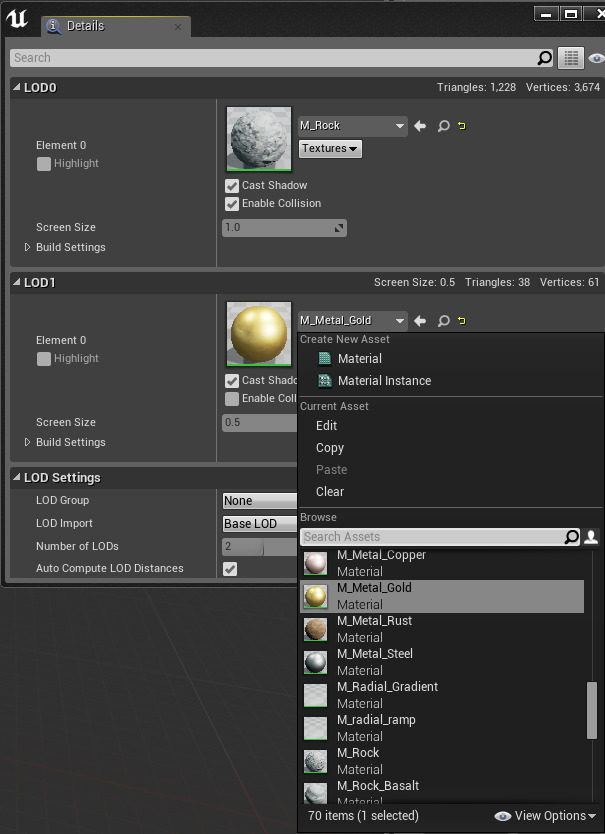 Details
Search
LOD0 Triangles: 1,228 Vertices: 3,674
M_Rock
Element 0
Highlight
Textures
Cast Shadow
Enable Collision
Screen Size 1.0
Build Settings
LOD1 Screen Size: 0.5 Triangles: 38 Vertices: 61
M_Metal_Gold
Create New Asset
Element 0
Highlight
Material
Cast Shado
Material Instance
Enable Coll
Current Asset
Screen Size 0.5
Edit
Build Settings
Copy
Paste
LOD Settings
Clear
LOD Group None
Browse
LOD Import Base LOD
Search Assets
Number of LODs 2
Auto Compute LOD Distances
M_Metal_Copper
Material
M_Metal_Gold
Material
M_Metal_Rust
Material
M_Metal_Steel
Material
M_Radial_Gradient
Material
M_radial_ramp
Material
M_Rock
Material
M_Rock_Basalt
Material
70 items (1 selected) View Options